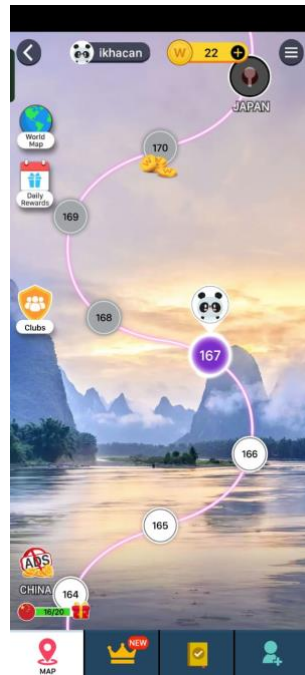 ikhacan
W 22
JAPAN
World
Map
170
Daily
Rewards
169
168
Clubs
167
166
165
ADS
CHINA
164
16/20
MAP
NEW